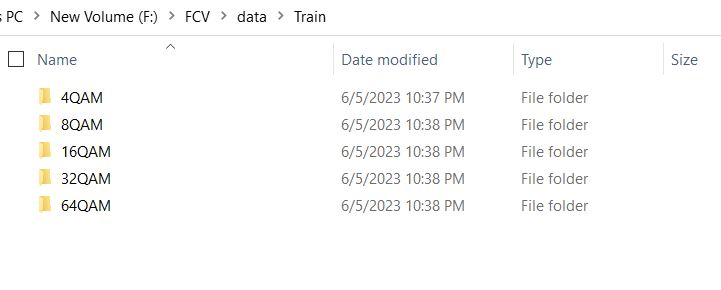 s PC > New Volume (F:) > FCV > data > Train
Name Date modified Type Size
4QAM 6/5/2023 10:37 PM File folder
8QAM 6/5/2023 10:38 PM File folder
16QAM 6/5/2023 10:38 PM File folder
32QAM 6/5/2023 10:38 PM File folder
64QAM 6/5/2023 10:38 PM File folder